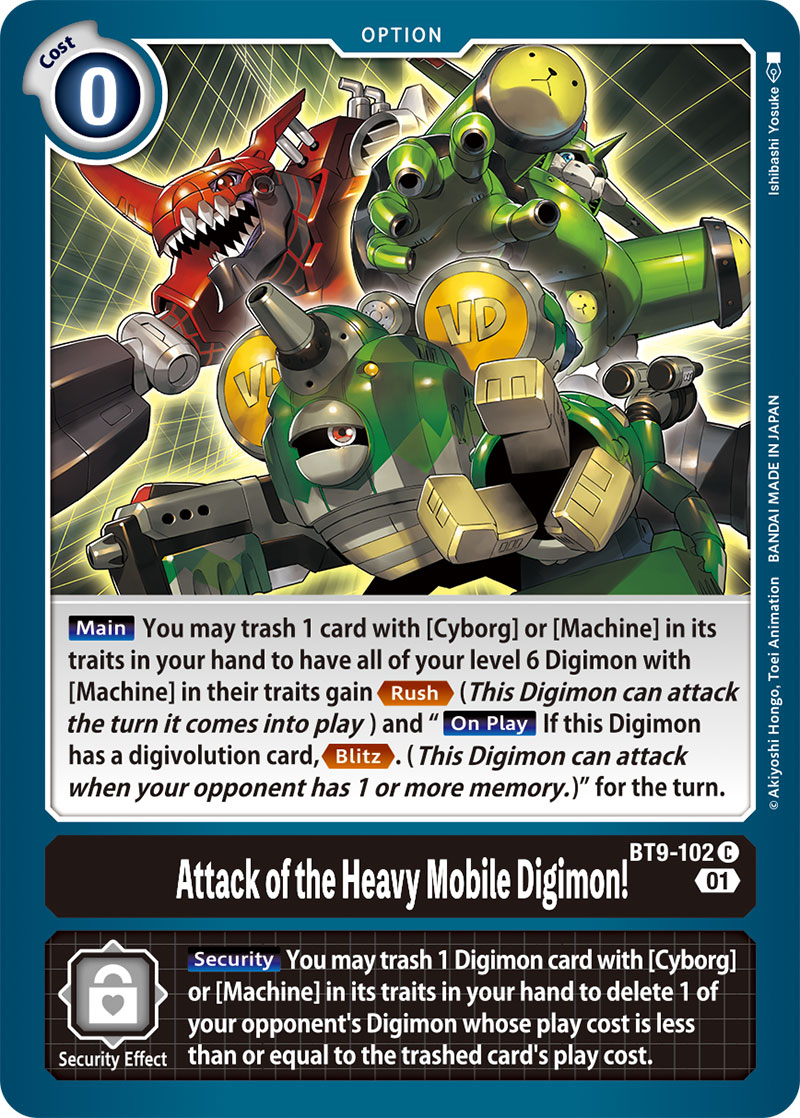 OPTION
Cost
0
Ishibashi Yosuke
VD
VD
© Akiyoshi Hongo, Toei Animation BANDAI MADE IN JAPAN
Main You may trash 1 card with [Cyborg] or [Machine] in its
traits in your hand to have all of your level 6 Digimon with
[Machine] in their traits gain Rush (This Digimon can attack
the turn it comes into play ) and “ On Play If this Digimon
has a digivolution card, Blitz . (This Digimon can attack
when your opponent has 1 or more memory.)” for the turn.
BT9-102 C
Attack of the Heavy Mobile Digimon!
01
Security You may trash 1 Digimon card with [Cyborg]
or [Machine] in its traits in your hand to delete 1 of
your opponent's Digimon whose play cost is less
than or equal to the trashed card's play cost.
Security Effect